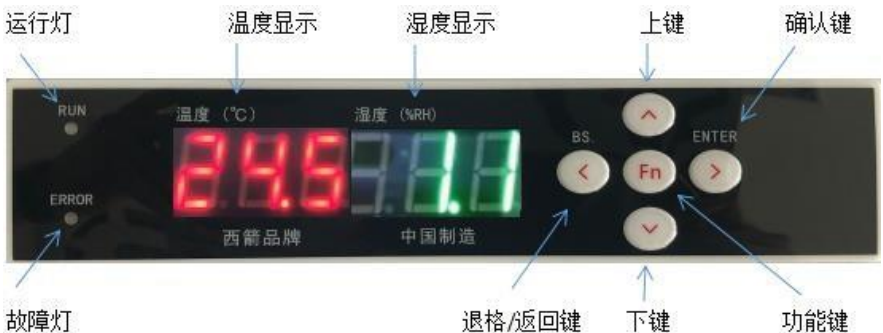 运行灯 温度显示 湿度显示 上键 确认键
RUN
温度 (℃) 湿度 (%RH)
24.5 1.1
BS. ENTER
Fn
ERROR
西箭品牌 中国制造
故障灯 退格/返回键 下键 功能键